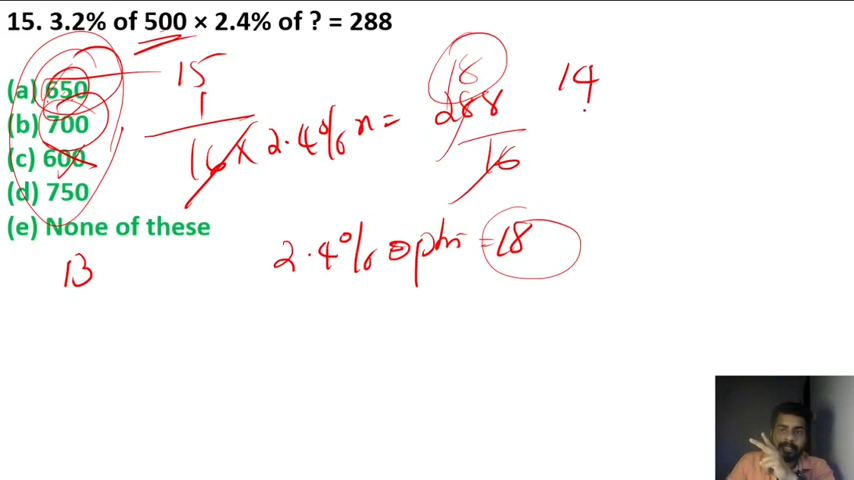 15. 3.2% of 500 × 2.4% of ? = 288
(a) 650
(b) 700
(c) 600
(d) 750
(e) None of these
15
1
16 × 2.4% n = 288
16
18
14
2.4% = 18
13